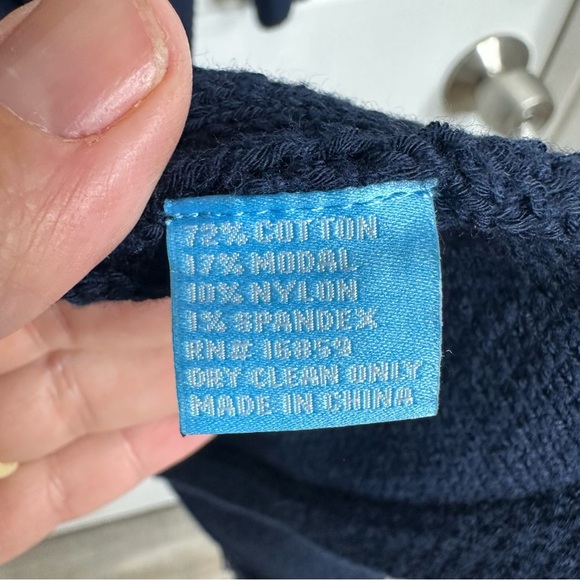 72% COTTON
17% MODAL
10% NYLON
1% SPANDEX
RN# 16859
DRY CLEAN ONLY
MADE IN CHINA